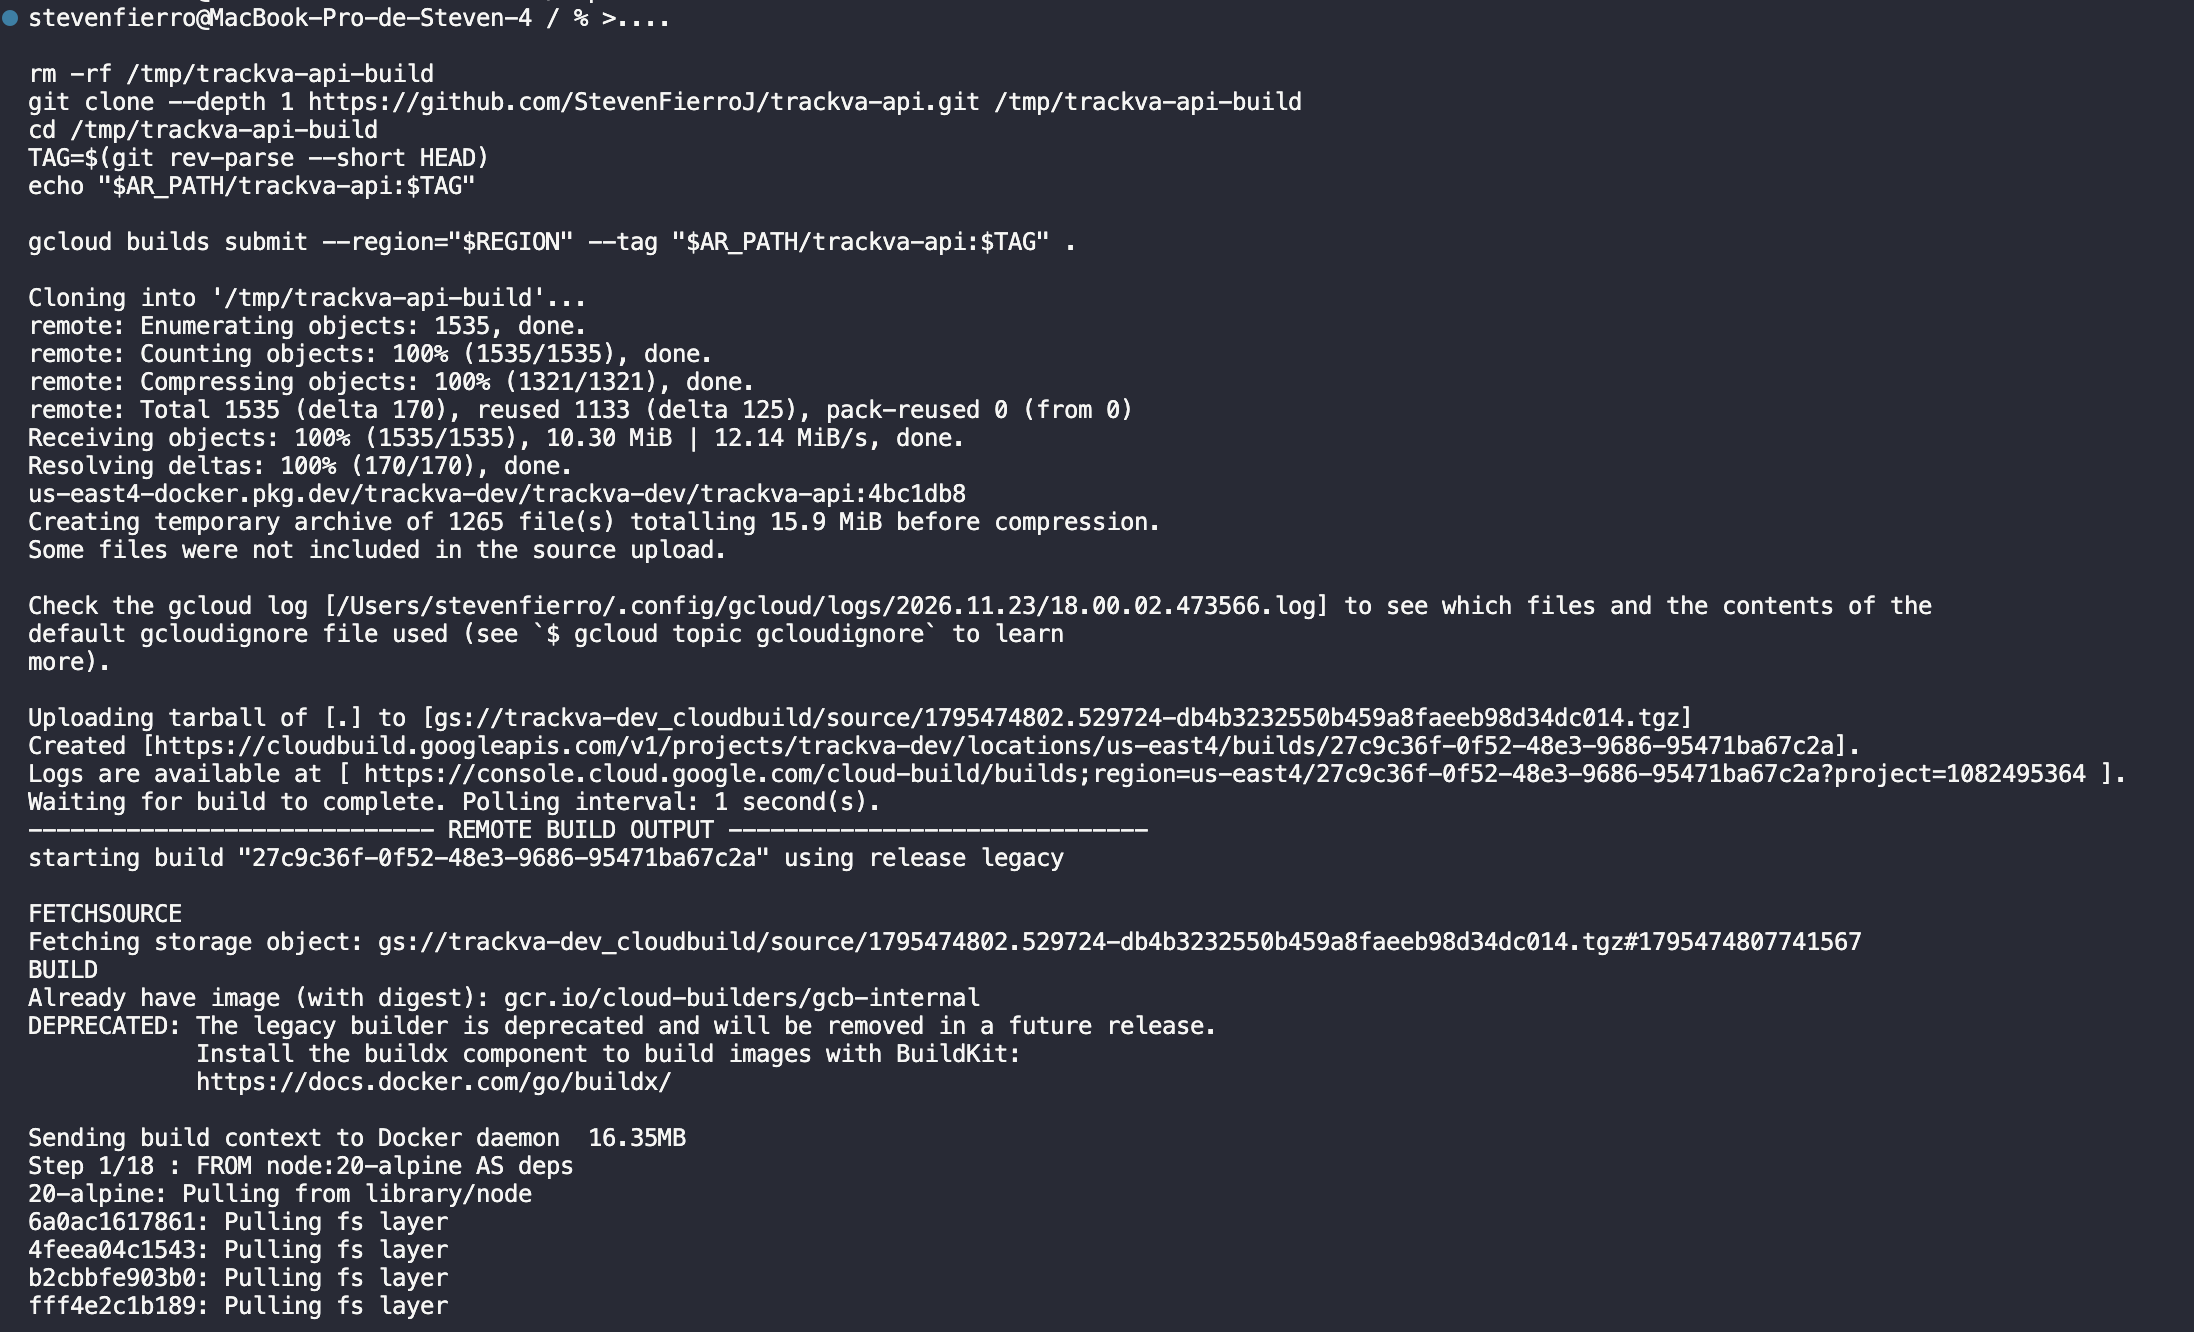 stevenfierro@MacBook-Pro-de-Steven-4 / % >....
rm -rf /tmp/trackva-api-build
git clone --depth 1 https://github.com/StevenFierroJ/trackva-api.git /tmp/trackva-api-build
cd /tmp/trackva-api-build
TAG=$(git rev-parse --short HEAD)
echo "$AR_PATH/trackva-api:$TAG"
gcloud builds submit --region="$REGION" --tag "$AR_PATH/trackva-api:$TAG" .
Cloning into '/tmp/trackva-api-build'...
remote: Enumerating objects: 1535, done.
remote: Counting objects: 100% (1535/1535), done.
remote: Compressing objects: 100% (1321/1321), done.
remote: Total 1535 (delta 170), reused 1133 (delta 125), pack-reused 0 (from 0)
Receiving objects: 100% (1535/1535), 10.30 MiB | 12.14 MiB/s, done.
Resolving deltas: 100% (170/170), done.
us-east4-docker.pkg.dev/trackva-dev/trackva-dev/trackva-api:4bc1db8
Creating temporary archive of 1265 file(s) totalling 15.9 MiB before compression.
Some files were not included in the source upload.
Check the gcloud log [/Users/stevenfierro/.config/gcloud/logs/2026.11.23/18.00.02.473566.log] to see which files and the contents of the
default gcloudignore file used (see `$ gcloud topic gcloudignore` to learn
more).
Uploading tarball of [.] to [gs://trackva-dev_cloudbuild/source/1795474802.529724-db4b3232550b459a8faeeb98d34dc014.tgz]
Created [https://cloudbuild.googleapis.com/v1/projects/trackva-dev/locations/us-east4/builds/27c9c36f-0f52-48e3-9686-95471ba67c2a].
Logs are available at [ https://console.cloud.google.com/cloud-build/builds;region=us-east4/27c9c36f-0f52-48e3-9686-95471ba67c2a?project=1082495364 ].
Waiting for build to complete. Polling interval: 1 second(s).
----------------------------- REMOTE BUILD OUTPUT ------------------------------
starting build "27c9c36f-0f52-48e3-9686-95471ba67c2a" using release legacy
FETCHSOURCE
Fetching storage object: gs://trackva-dev_cloudbuild/source/1795474802.529724-db4b3232550b459a8faeeb98d34dc014.tgz#1795474807741567
BUILD
Already have image (with digest): gcr.io/cloud-builders/gcb-internal
DEPRECATED: The legacy builder is deprecated and will be removed in a future release.
Install the buildx component to build images with BuildKit:
https://docs.docker.com/go/buildx/
Sending build context to Docker daemon  16.35MB
Step 1/18 : FROM node:20-alpine AS deps
20-alpine: Pulling from library/node
6a0ac1617861: Pulling fs layer
4feea04c1543: Pulling fs layer
b2cbbfe903b0: Pulling fs layer
fff4e2c1b189: Pulling fs layer